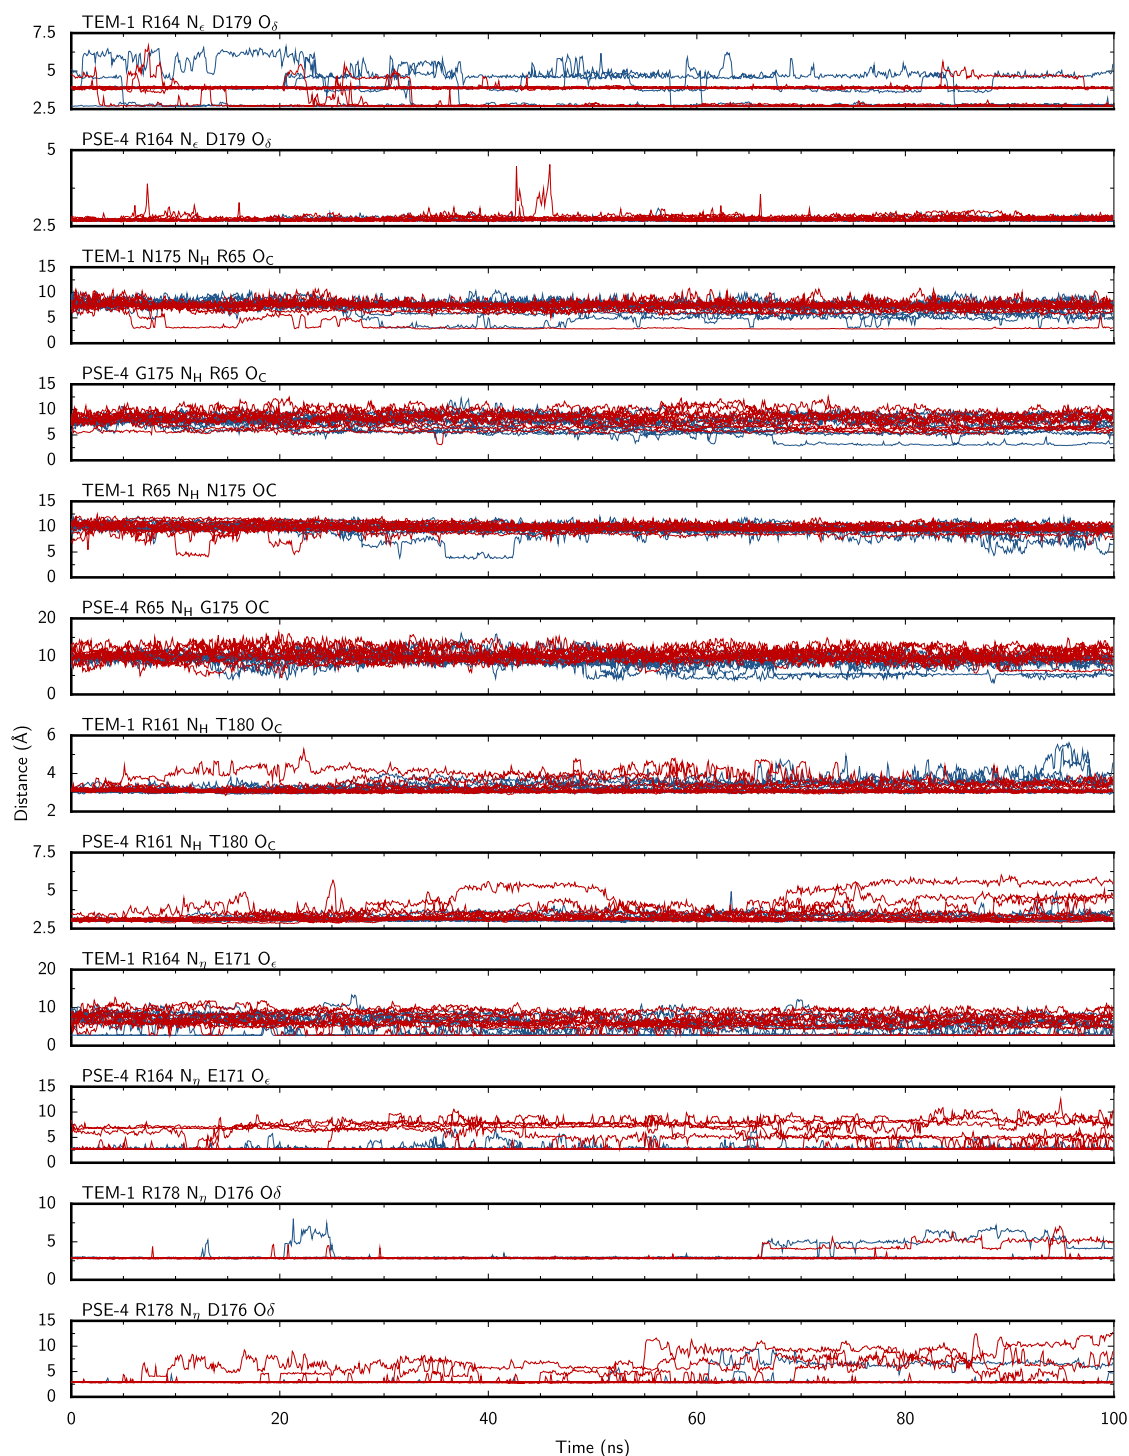 TEM-1 R164 Nϵ D179 Oδ
7.5
5
2.5
PSE-4 R164 Nϵ D179 Oδ
5
2.5
TEM-1 N175 NH R65 OC
15
10
5
0
PSE-4 G175 NH R65 OC
15
10
5
0
TEM-1 R65 NH N175 OC
15
10
5
0
PSE-4 R65 NH G175 OC
20
10
0
TEM-1 R161 NH T180 OC
6
4
2
PSE-4 R161 NH T180 OC
7.5
5
2.5
TEM-1 R164 Nη E171 Oϵ
20
10
0
PSE-4 R164 Nη E171 Oϵ
15
10
5
0
TEM-1 R178 Nη D176 Oδ
10
5
0
PSE-4 R178 Nη D176 Oδ
15
10
5
0
0 20 40 60 80 100
Time (ns)
Distance (Å)